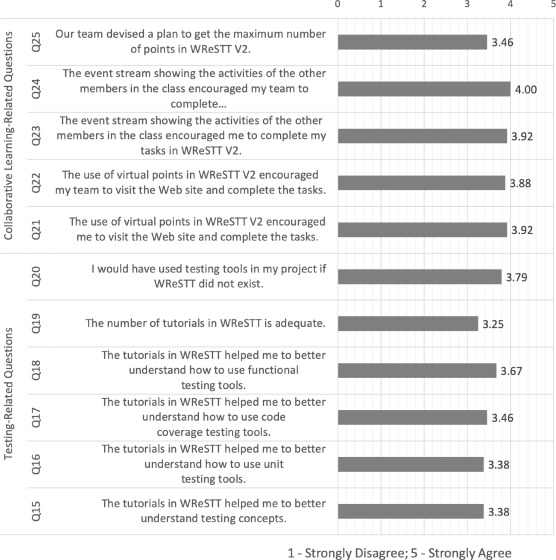 0 1 2 3 4 5
Collaborative Learning-Related Questions
Q25
Our team devised a plan to get the maximum number
of points in WReSTT V2.
3.46
Q24
The event stream showing the activities of the other
members in the class encouraged my team to
complete…
4.00
Q23
The event stream showing the activities of the other
members in the class encouraged me to complete my
tasks in WReSTT V2.
3.92
Q22
The use of virtual points in WReSTT V2 encouraged
my team to visit the Web site and complete the tasks.
3.88
Q21
The use of virtual points in WReSTT V2 encouraged
me to visit the Web site and complete the tasks.
3.92
Testing-Related Questions
Q20
I would have used testing tools in my project if
WReSTT did not exist.
3.79
Q19
The number of tutorials in WReSTT is adequate.
3.25
Q18
The tutorials in WReSTT helped me to better
understand how to use functional
testing tools.
3.67
Q17
The tutorials in WReSTT helped me to better
understand how to use code
coverage testing tools.
3.46
Q16
The tutorials in WReSTT helped me to better
understand how to use unit
testing tools.
3.38
Q15
The tutorials in WReSTT helped me to better
understand testing concepts.
3.38
1 - Strongly Disagree; 5 - Strongly Agree